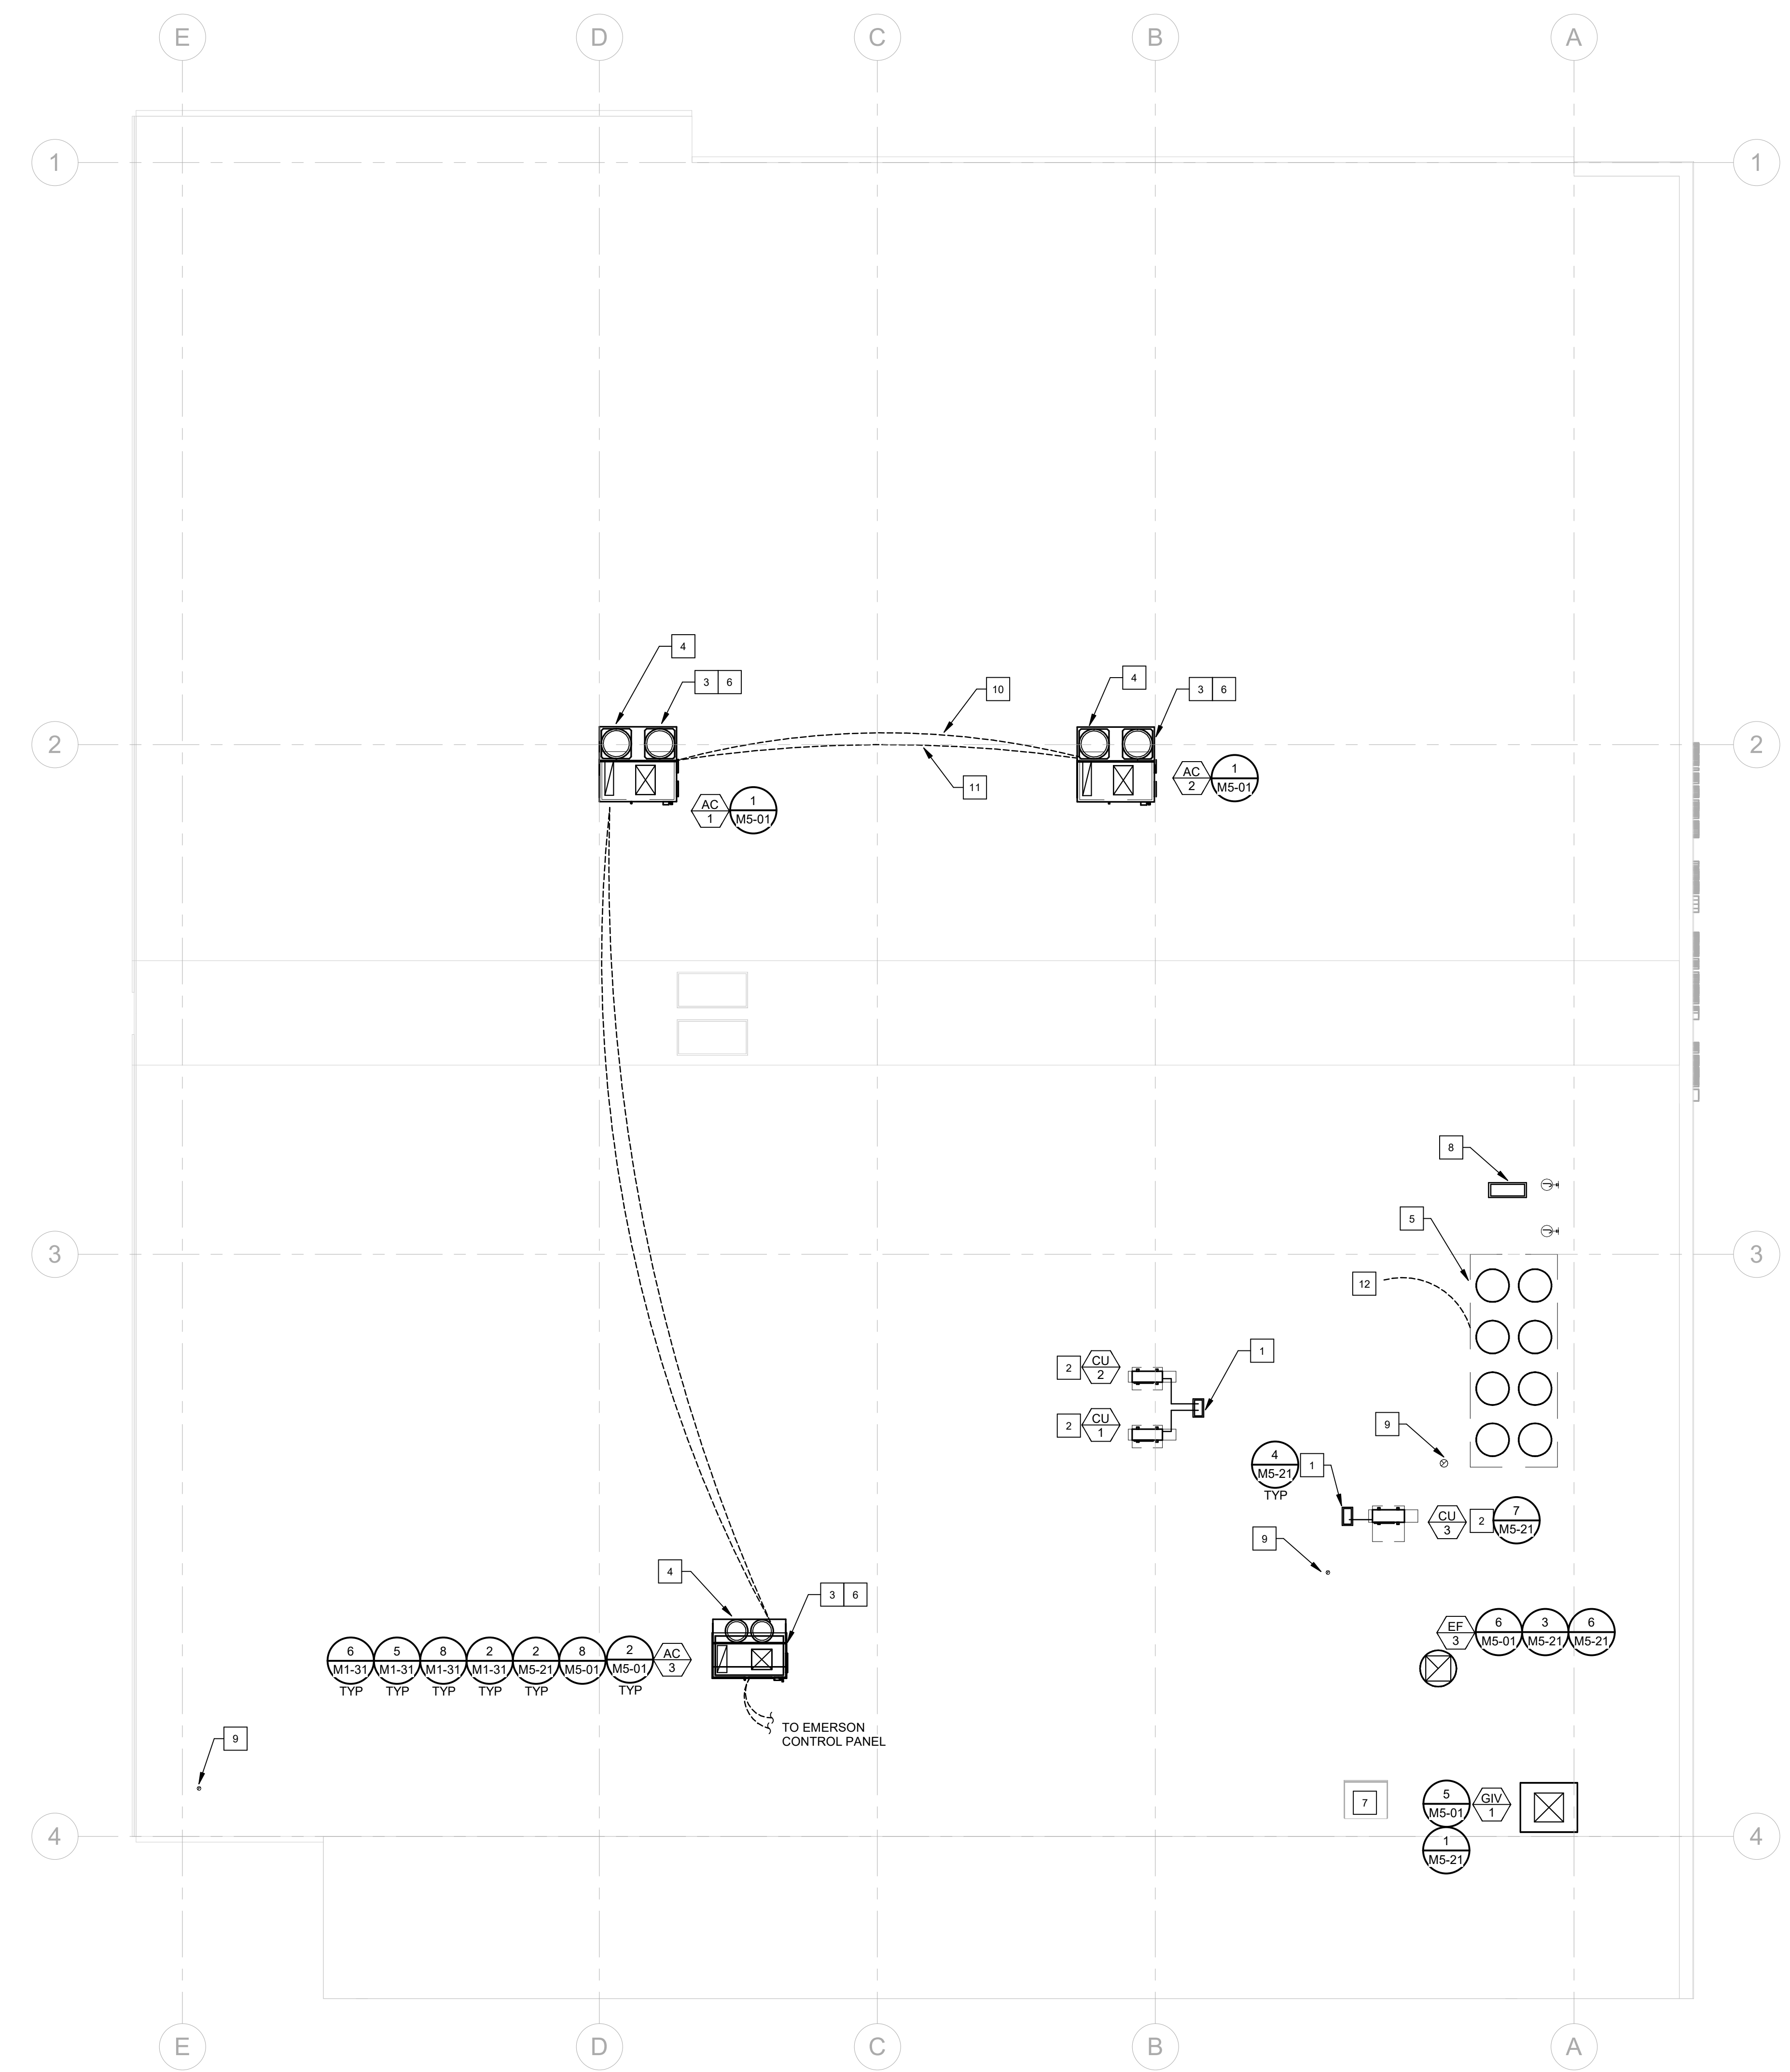 E D C B A
1 1
4
3 6
10
4
3 6
2 2
AC
2
1
M5-01
11
AC
1
1
M5-01
8
5
3 3
12
1
2
CU
2
2
CU
1
9
4
M5-21
TYP
1
CU
3
2
7
M5-21
9
4
3 6
EF
3
6
M5-01
3
M5-21
6
M5-21
6
M1-31
TYP
5
M1-31
TYP
8
M1-31
TYP
2
M1-31
TYP
2
M5-21
TYP
8
M5-01
2
M5-01
TYP
AC
3
TO EMERSON
CONTROL PANEL
9
7
5
M5-01
GIV
1
4 4
1
M5-21
E D C B A